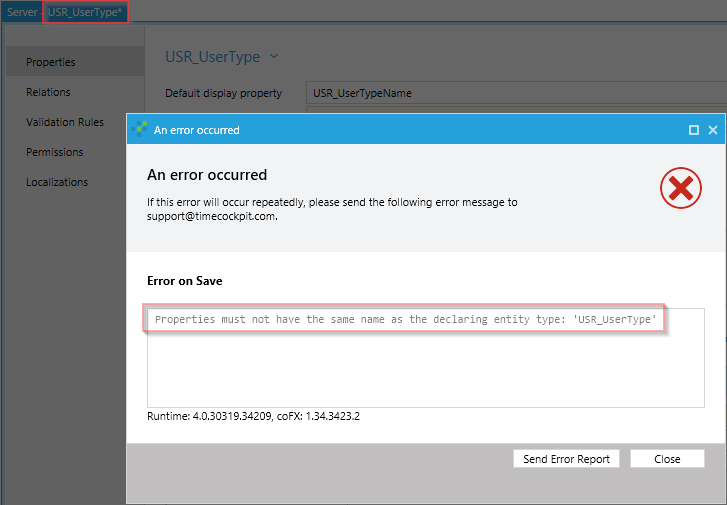 Server - USR_UserType*
Properties
USR_UserType
Relations
Default display property
USR_UserTypeName
Validation Rules
Permissions
Localizations
An error occurred
An error occurred
If this error will occur repeatedly, please send the following error message to
support@timecockpit.com.
Error on Save
Properties must not have the same name as the declaring entity type: 'USR_UserType'
Runtime: 4.0.30319.34209, coFX: 1.34.3423.2
Send Error Report
Close